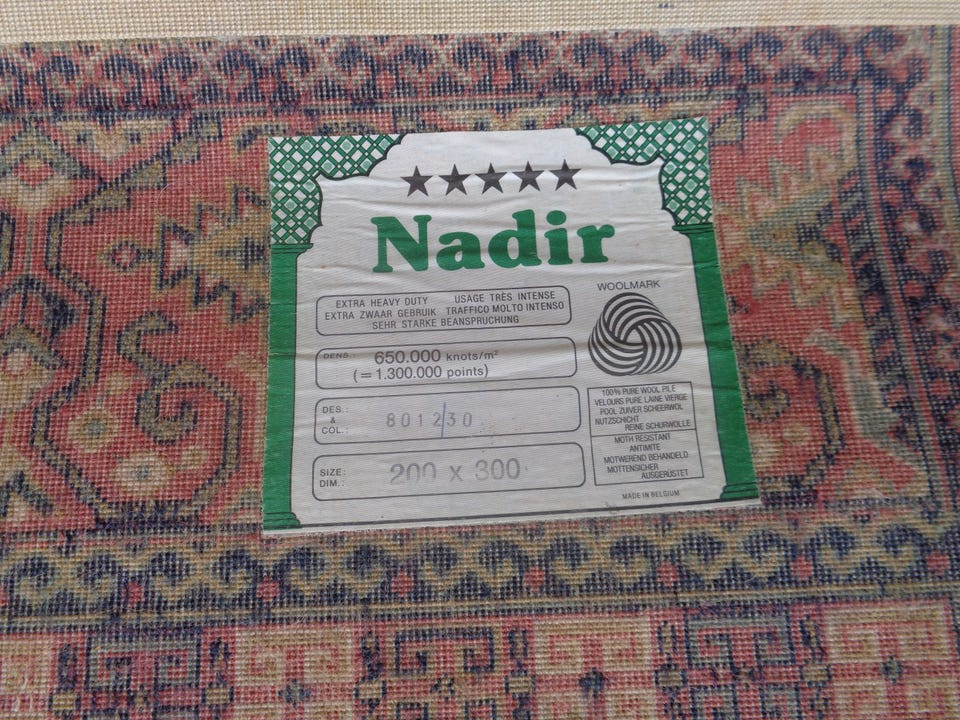 Nadir
EXTRA HEAVY DUTY USAGE TRÈS INTENSE
EXTRA ZWAAR GEBRUIK TRAFFICO MOLTO INTENSO
SEHR STARKE BEANSPRUCHUNG
DENS.: 650.000 knots/m²
(= 1.300.000 points)
DES.:
&
COL.:
8012/30
SIZE:
DIM.:
200 x 300
WOOLMARK
100% PURE WOOL PILE
VELOURS PURE LAINE VIERGE
POOL ZUIVER SCHEERWOL
NUTZSCHICHT
REINE SCHURWOLLE
MOTH RESISTANT
ANTIMITE
MOTWEREND BEHANDELD
MOTTENSICHER
AUSGERÜSTET
MADE IN BELGIUM